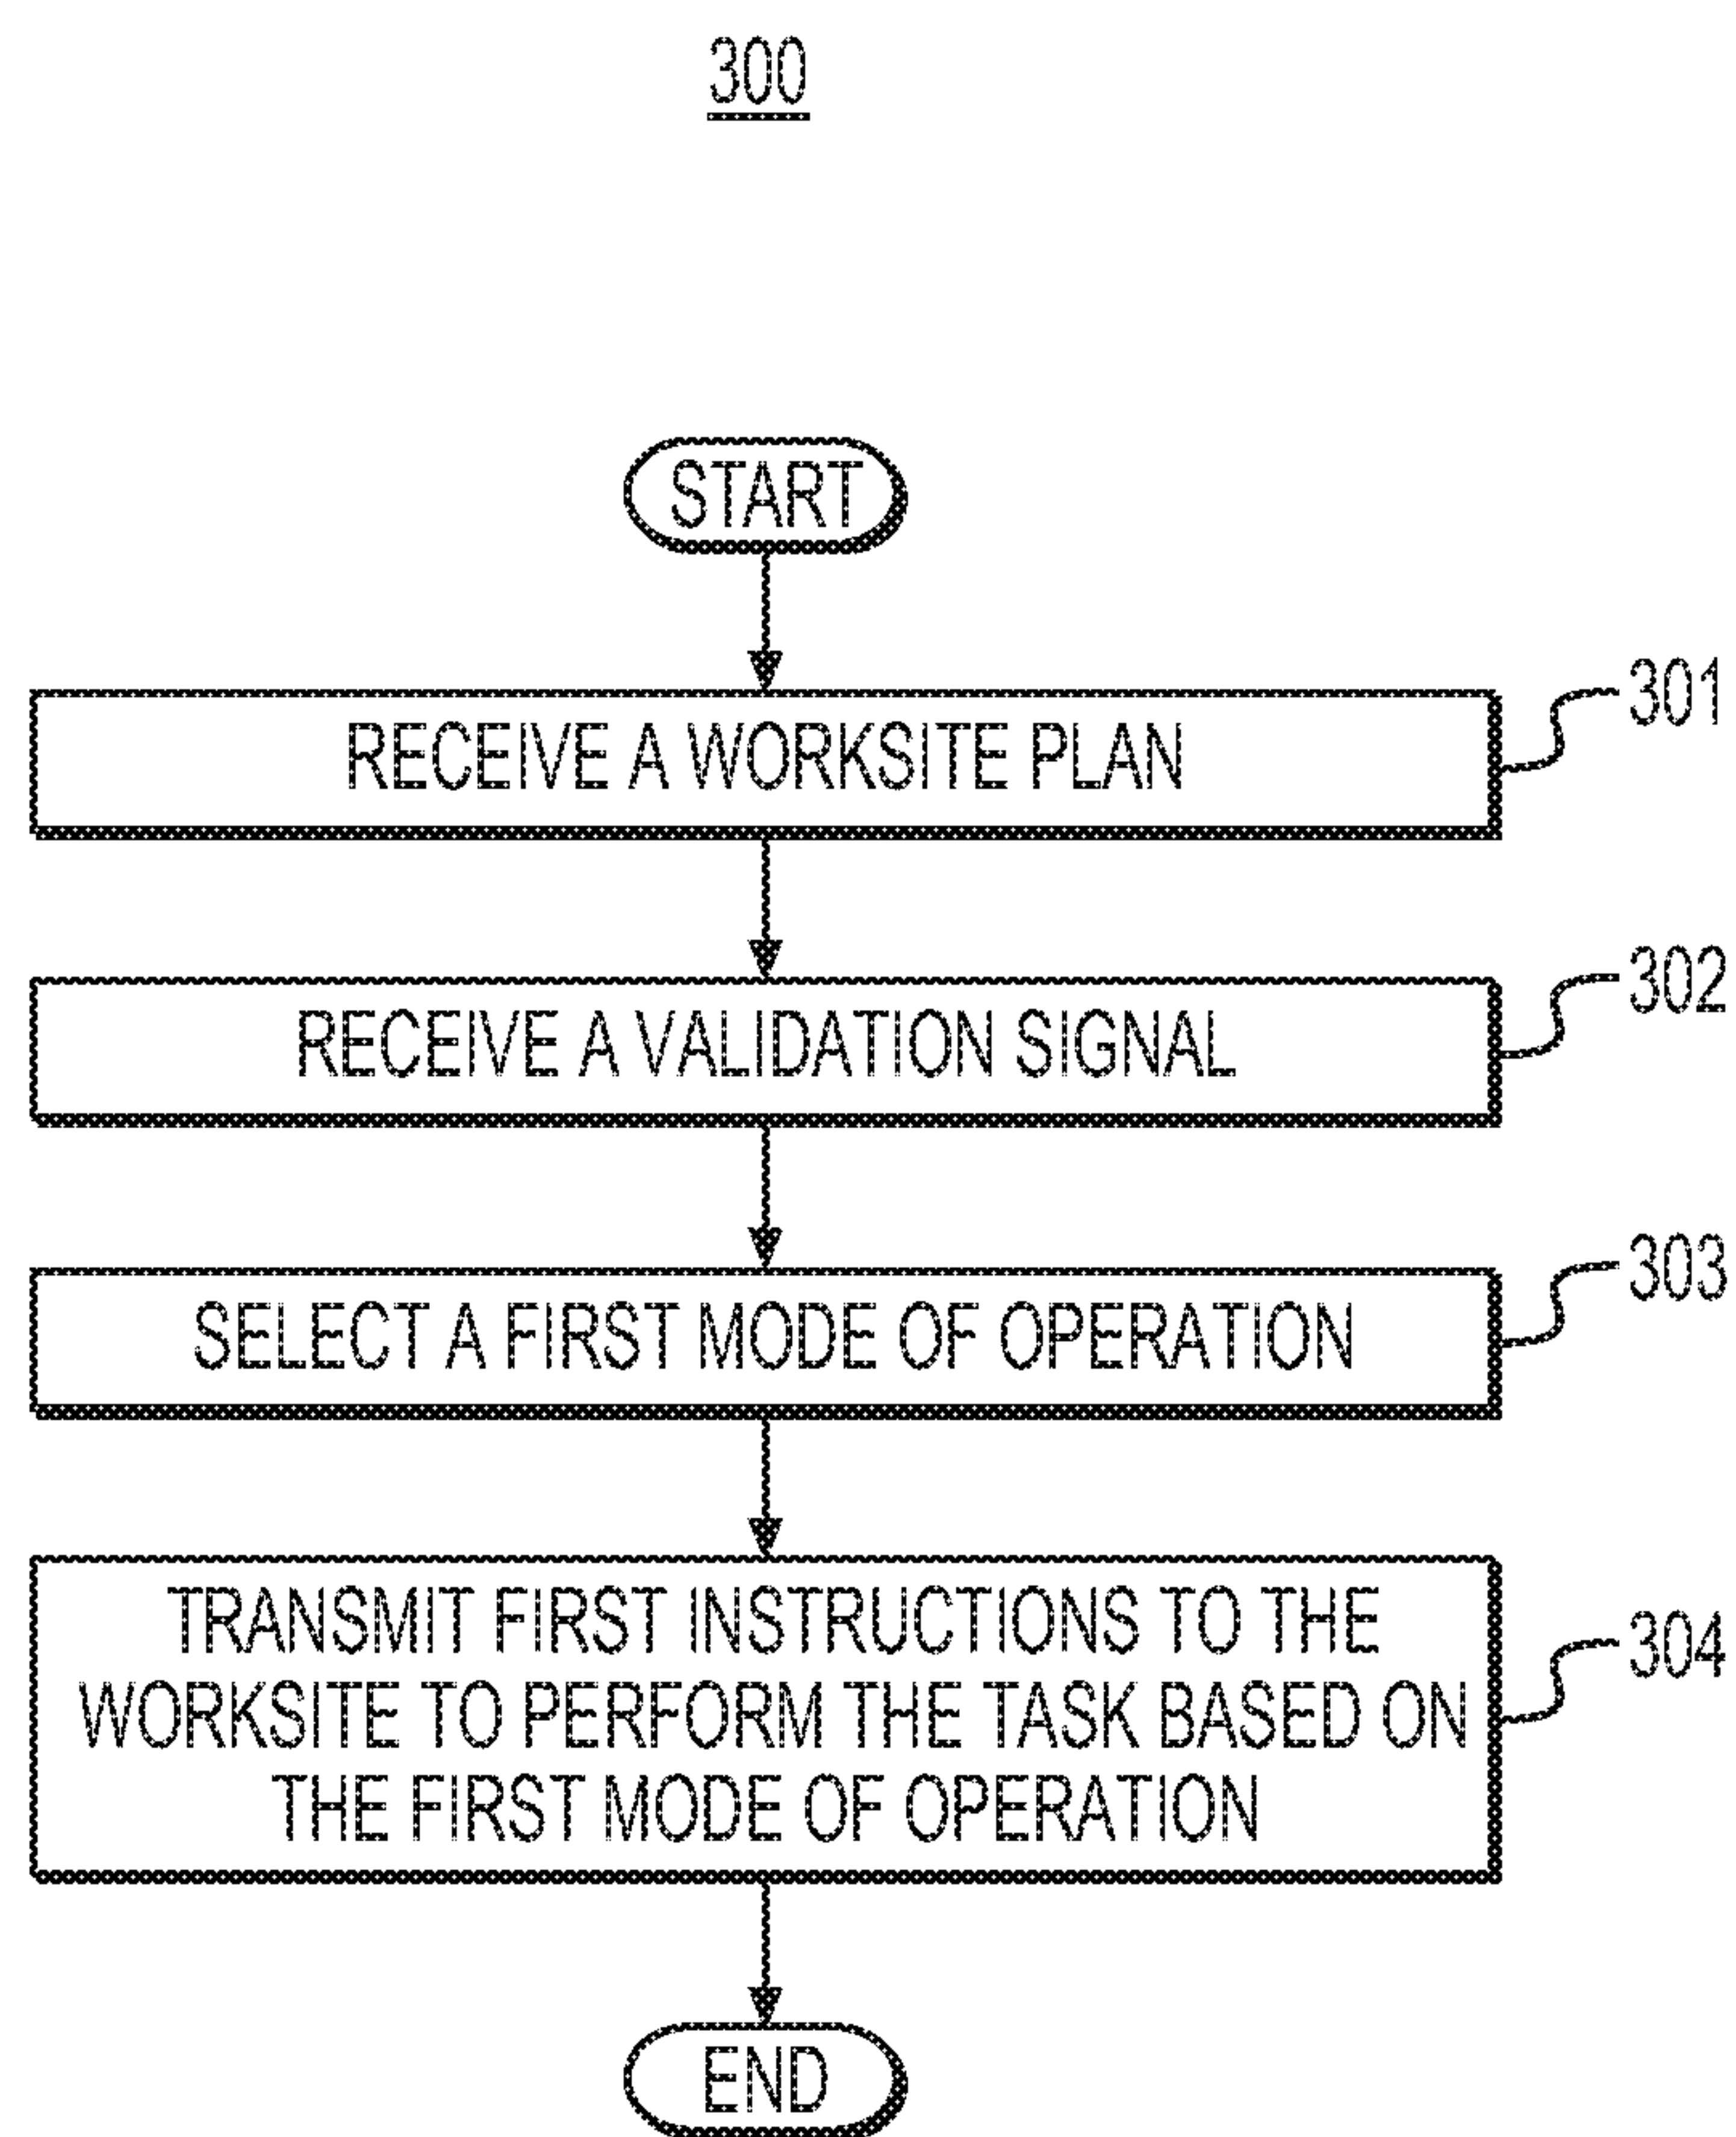 300
START
RECEIVE A WORKSITE PLAN
301
RECEIVE A VALIDATION SIGNAL
302
SELECT A FIRST MODE OF OPERATION
303
TRANSMIT FIRST INSTRUCTIONS TO THE
WORKSITE TO PERFORM THE TASK BASED ON
THE FIRST MODE OF OPERATION
304
END